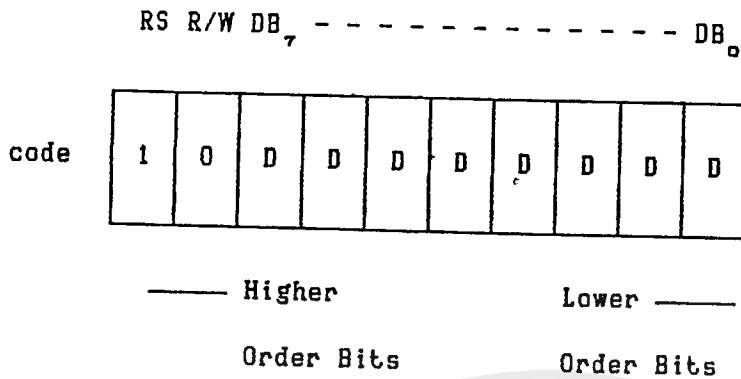 RS R/W DB₇ - - - - - - - - - - - - DB₀
code 1 0 D D D D D D D D
Higher Lower
Order Bits Order Bits